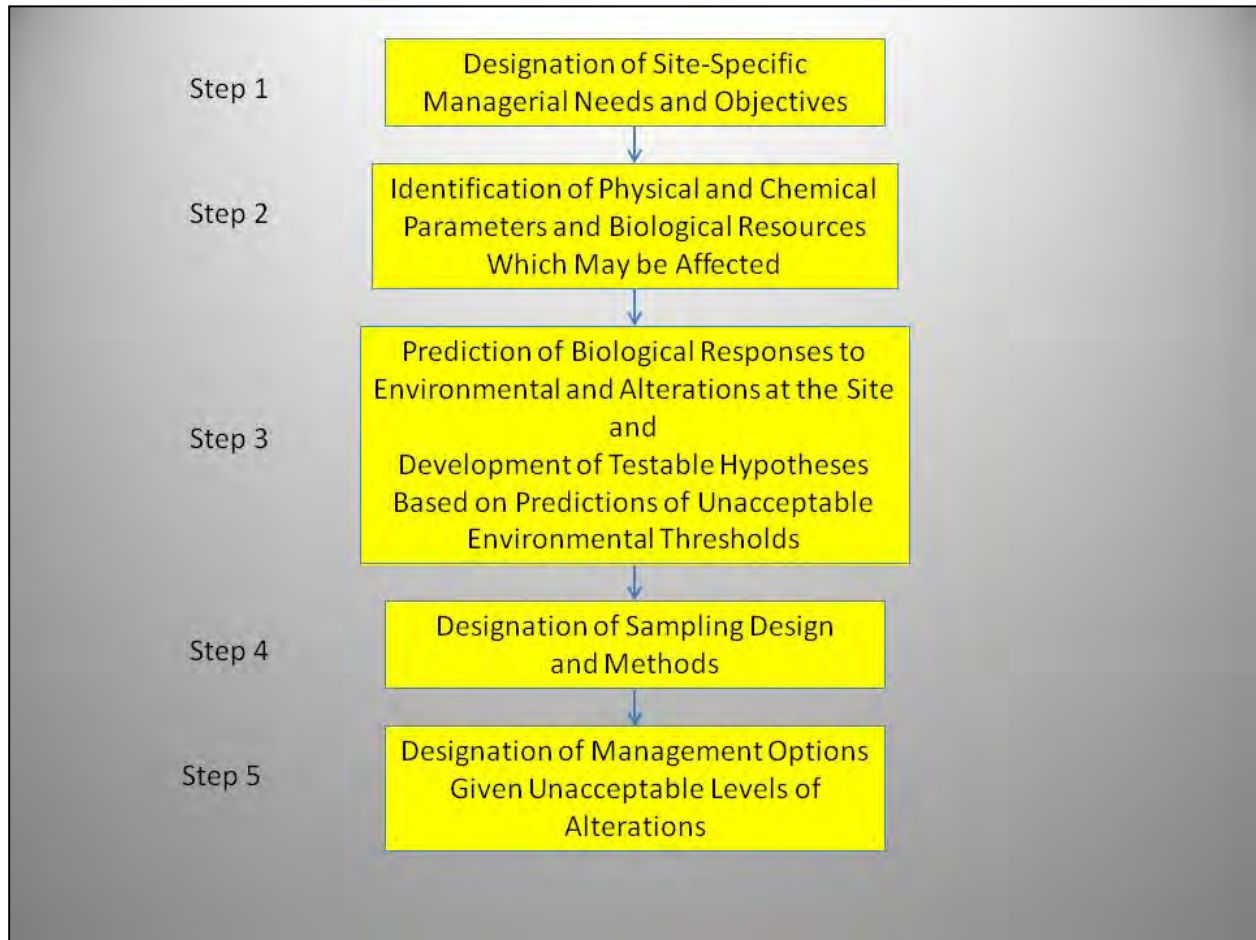 Step 1
Designation of Site-Specific
Managerial Needs and Objectives
Step 2
Identification of Physical and Chemical
Parameters and Biological Resources
Which May be Affected
Step 3
Prediction of Biological Responses to
Environmental and Alterations at the Site
and
Development of Testable Hypotheses
Based on Predictions of Unacceptable
Environmental Thresholds
Step 4
Designation of Sampling Design
and Methods
Step 5
Designation of Management Options
Given Unacceptable Levels of
Alterations